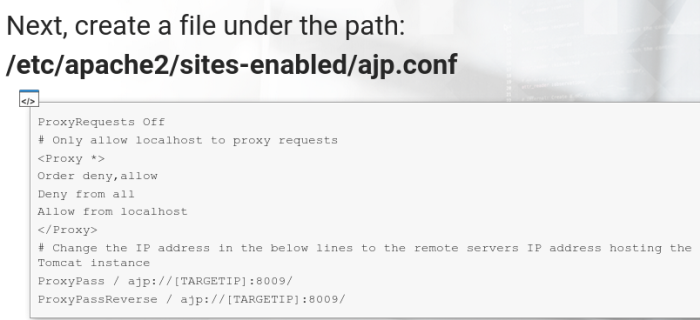 Next, create a file under the path:
/etc/apache2/sites-enabled/ajp.conf
</>
ProxyRequests Off
# Only allow localhost to proxy requests
<Proxy *>
Order deny,allow
Deny from all
Allow from localhost
</Proxy>
# Change the IP address in the below lines to the remote servers IP address hosting the
Tomcat instance
ProxyPass / ajp://[TARGETIP]:8009/
ProxyPassReverse / ajp://[TARGETIP]:8009/